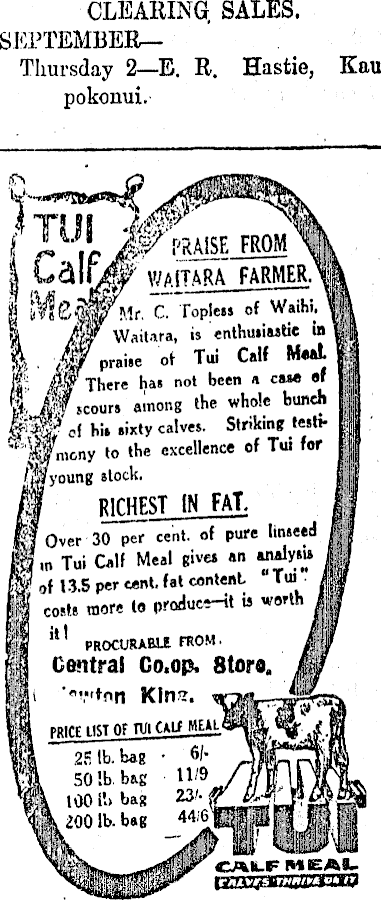 CLEARING SALES.
SEPTEMBER—
Thursday 2—E. R. Hastie, Kau
pokonui.
TUI
Calf
Meal
PRAISE FROM
WAITARA FARMER.
Mr. C. Topless of Waihi,
Waitara, is enthusiastic in
praise of Tui Calf Meal.
There has not been a case of
scours among the whole bunch
of his sixty calves. Striking testi-
mony to the excellence of Tui for
young stock.
RICHEST IN FAT.
Over 30 per cent. of pure linseed
in Tui Calf Meal gives an analysis
of 13.5 per cent. fat content. "Tui"
costs more to produce—it is worth
it!
PROCURABLE FROM.
Central Co.op. Store.
King.
PRICE LIST OF TUI CALF MEAL
25 lb. bag - 6/-
50 lb. bag 11/9
100 lb. bag 23/-
200 lb. bag 44/6
TUI
CALF MEAL
CALVES THRIVE ON IT